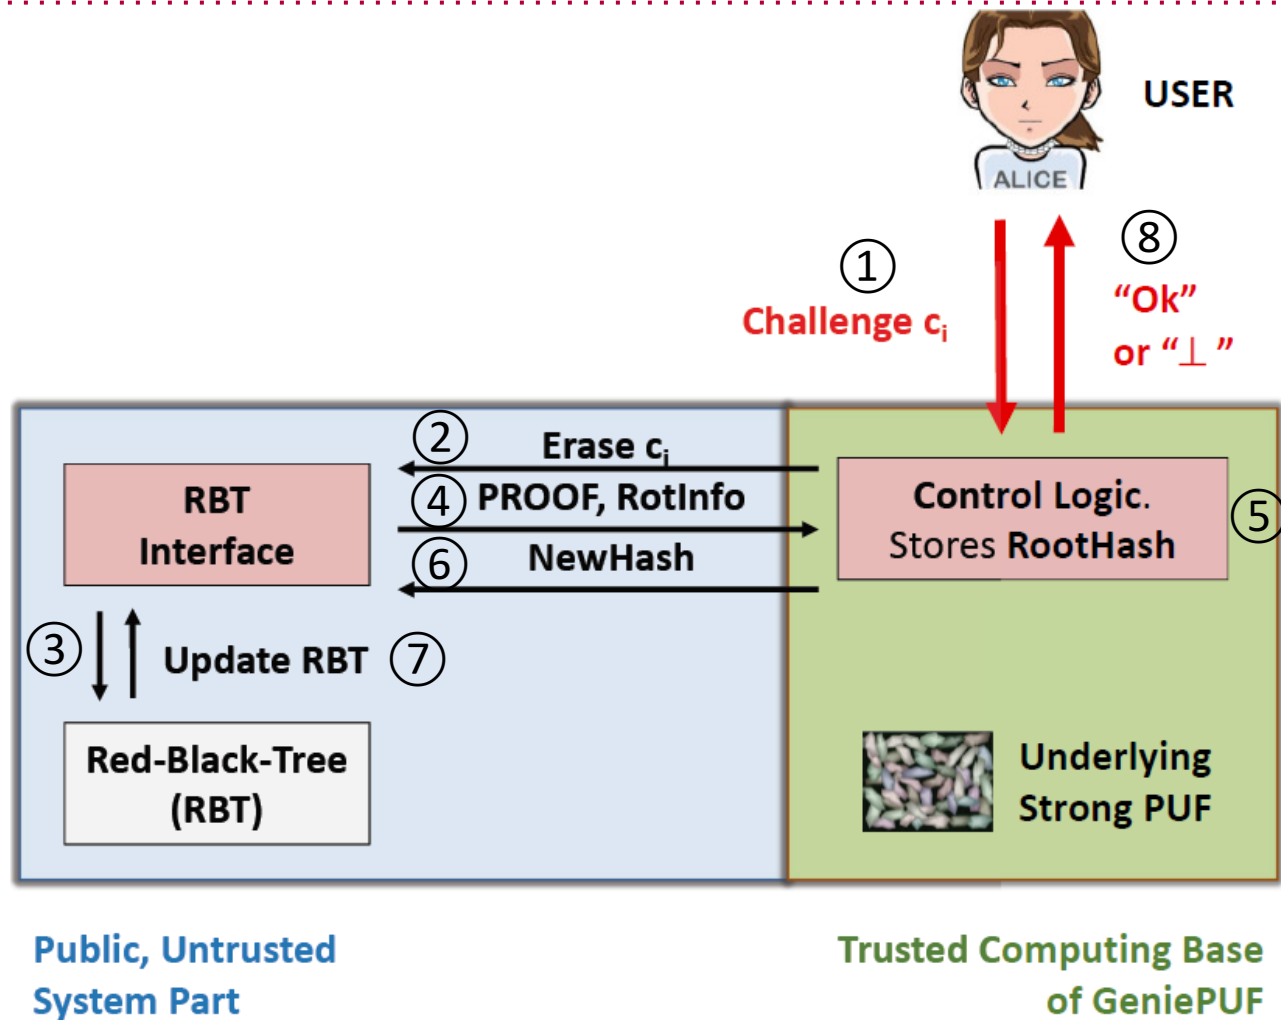 USER
ALICE
①
Challenge cᵢ
⑧
“Ok”
or “⊥”
②
Erase cᵢ
④
PROOF, RotInfo
⑥
NewHash
RBT
Interface
Control Logic.
Stores RootHash
⑤
③
Update RBT
⑦
Red-Black-Tree
(RBT)
Underlying
Strong PUF
Public, Untrusted
System Part
Trusted Computing Base
of GeniePUF